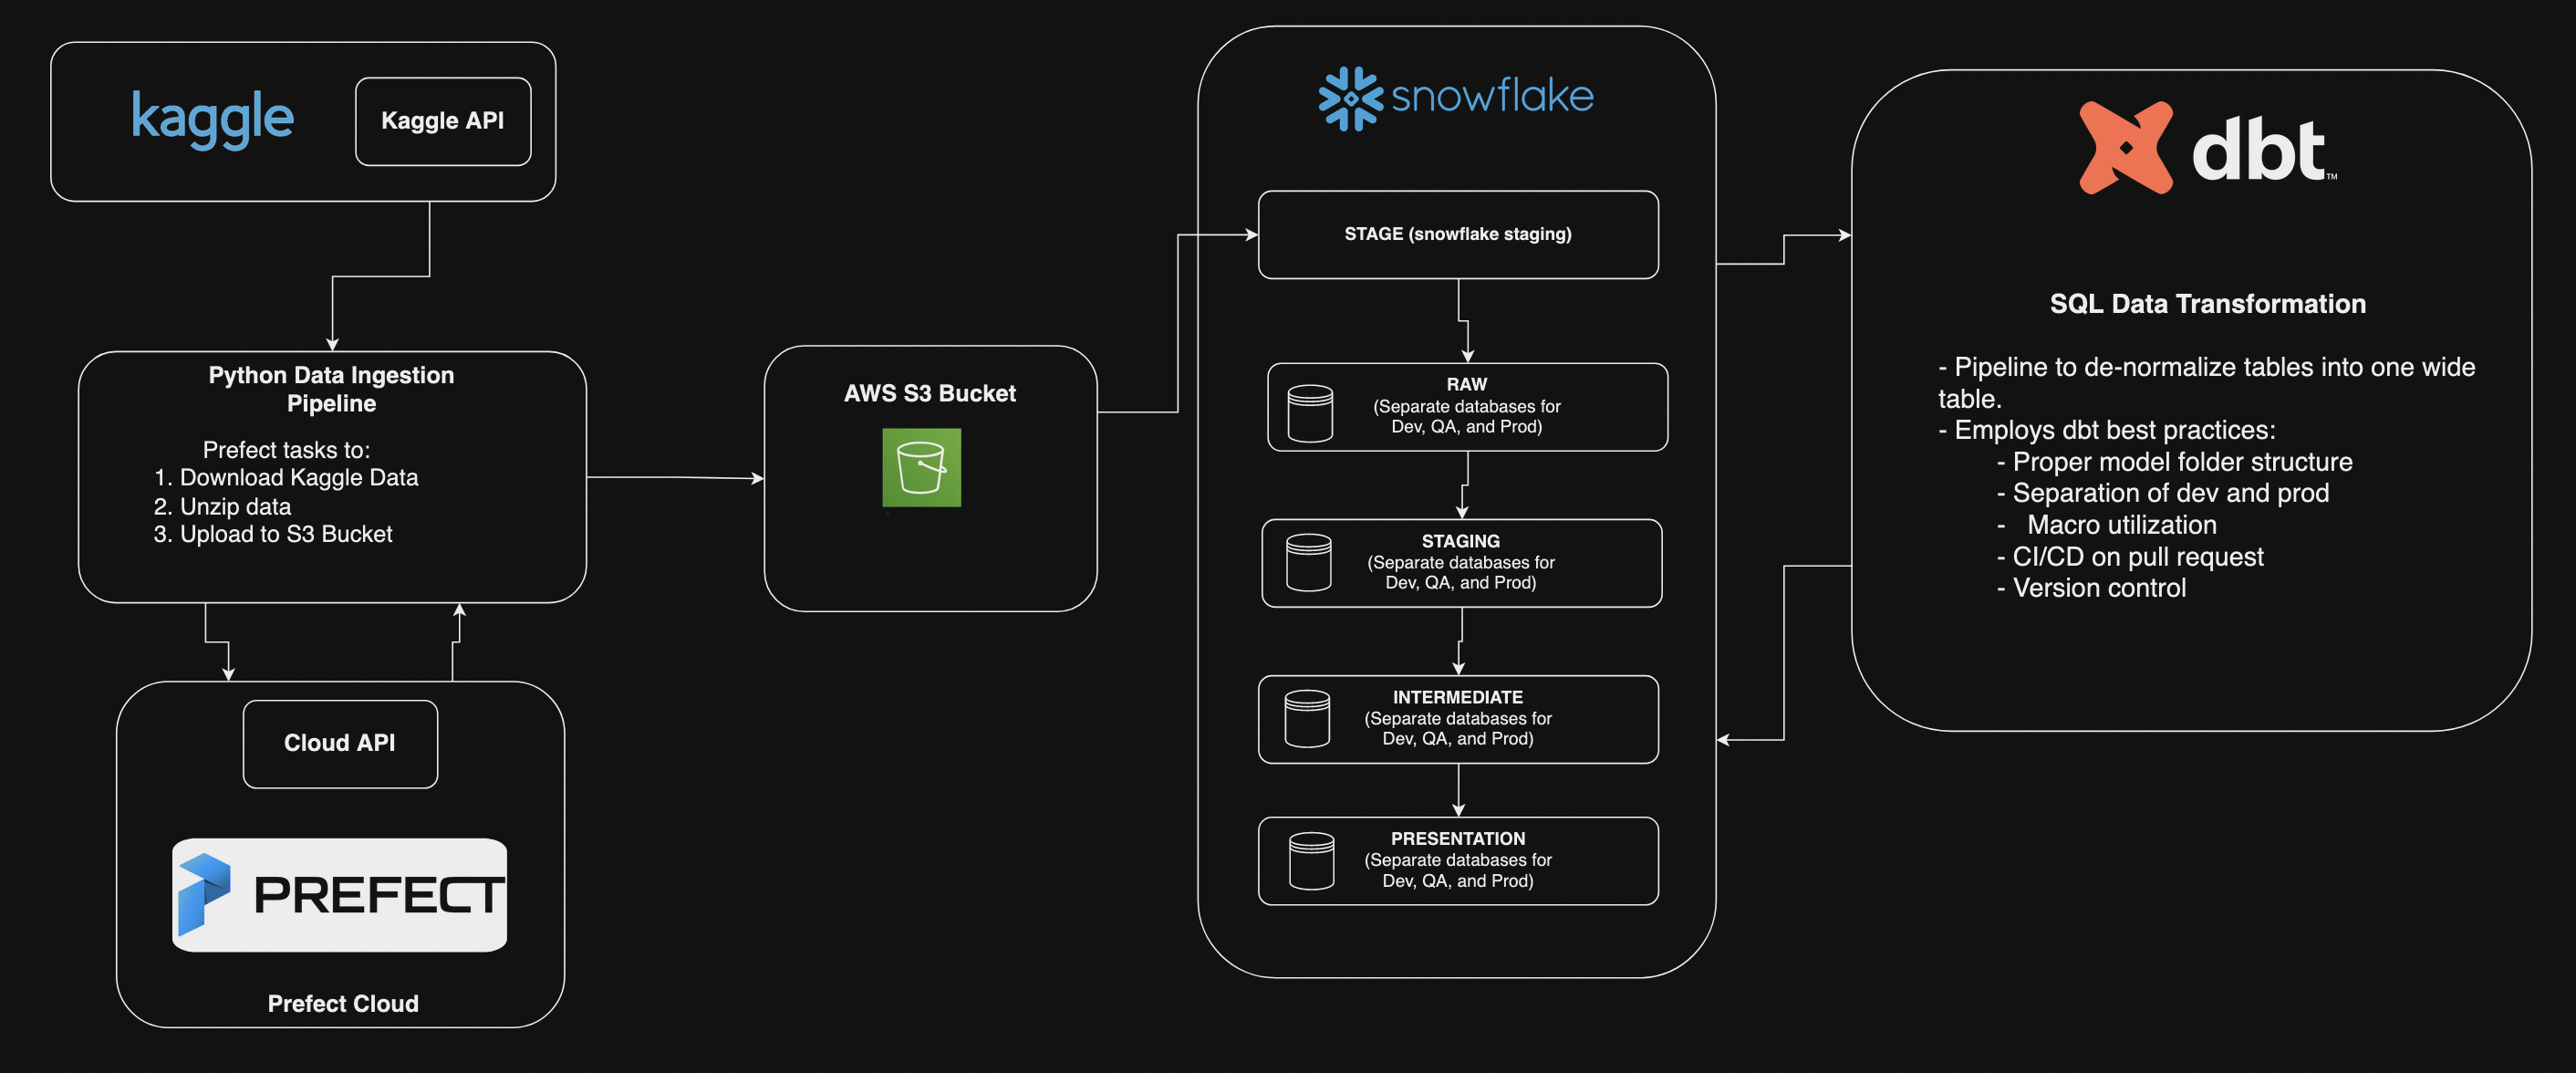 kaggle
Kaggle API
Python Data Ingestion
Pipeline
Prefect tasks to:
1. Download Kaggle Data
2. Unzip data
3. Upload to S3 Bucket
Cloud API
PREFECT
Prefect Cloud
AWS S3 Bucket
snowflake
STAGE (snowflake staging)
RAW
(Separate databases for
Dev, QA, and Prod)
STAGING
(Separate databases for
Dev, QA, and Prod)
INTERMEDIATE
(Separate databases for
Dev, QA, and Prod)
PRESENTATION
(Separate databases for
Dev, QA, and Prod)
dbt™
SQL Data Transformation
- Pipeline to de-normalize tables into one wide
table.
- Employs dbt best practices:
- Proper model folder structure
- Separation of dev and prod
- Macro utilization
- CI/CD on pull request
- Version control